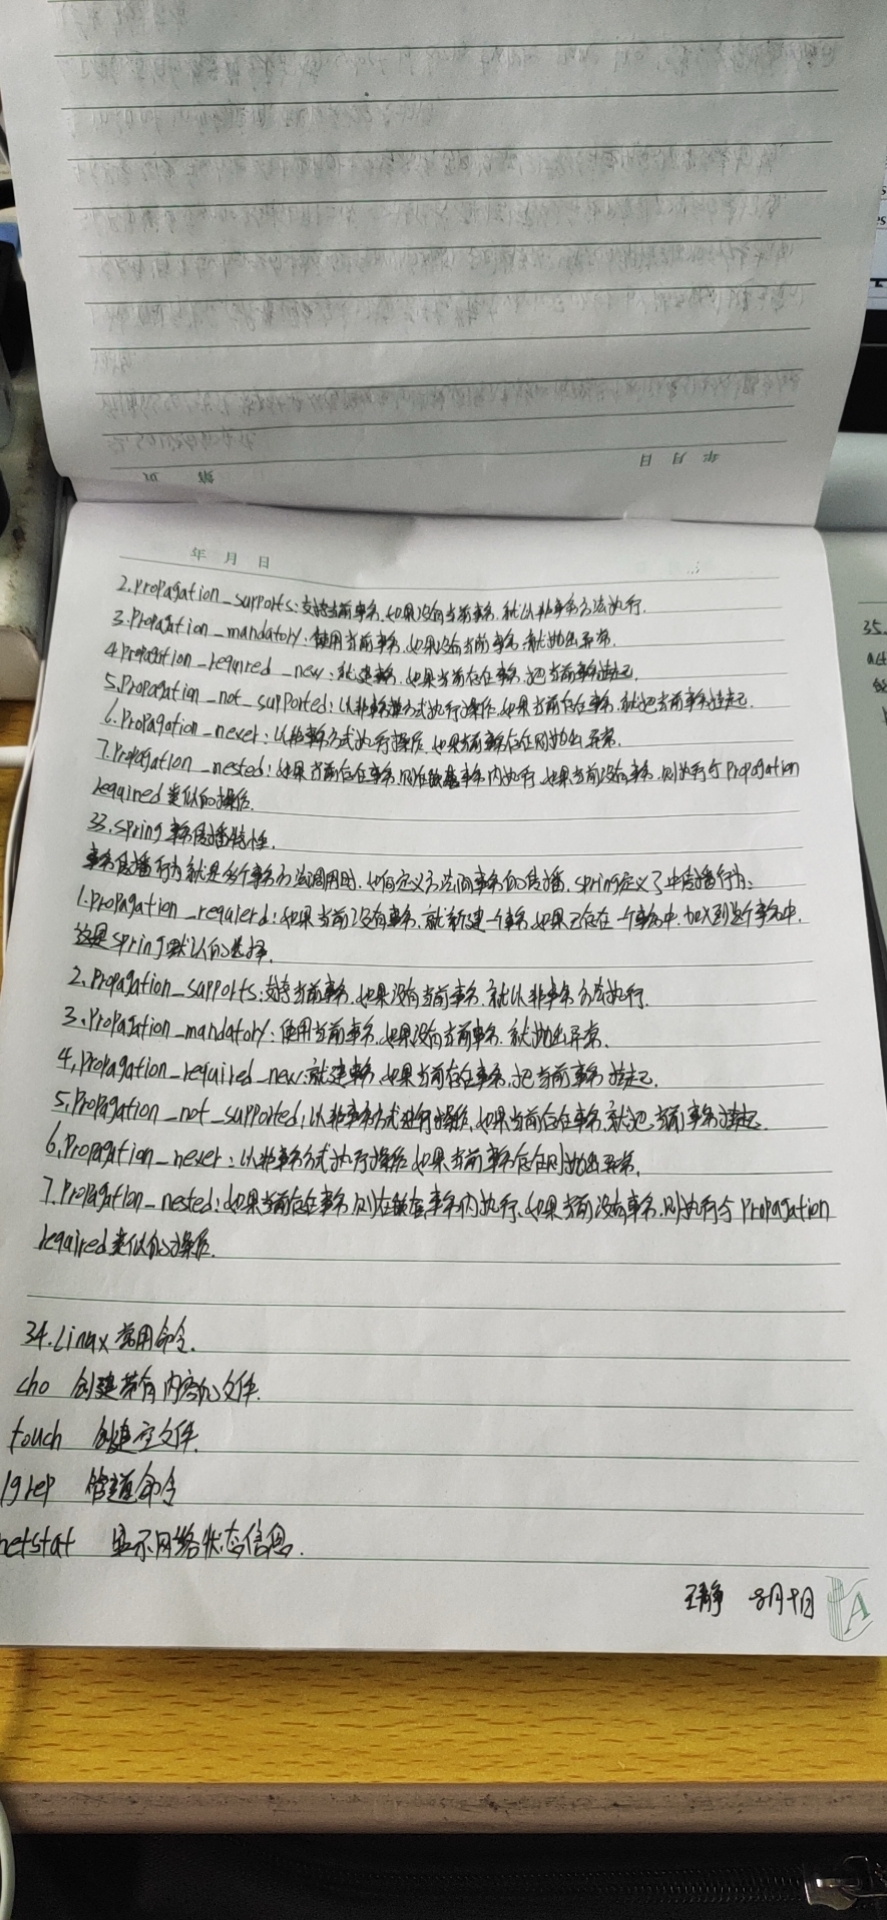 年 月 日
2.Propagation_supports:支持当前事务,如果没有当前事务,就以非事务方法执行.
3.Propagation_mandatory:使用当前事务,如果没有当前事务,就抛出异常.
4.Propagation_required_new:就建事务,如果当前存在事务,把当前事务挂起.
5.Propagation_not_supported:以非事务方式执行操作,如果当前存在事务,就把当前事务挂起.
6.Propagation_never:以非事务方式执行操作,如果当前事务存在则抛出异常.
7.Propagation_nested:如果当前存在事务,则在嵌套事务内执行,如果当前没有事务,则执行与Propagation
required类似的操作.
33.spring事务传播特性.
事务传播行为就是多个事务方法调用时,如何定义方法间事务的传播,spring定义了中传播行为:
1.propagation_requierd:如果当前没有事务,就新建一个事务,如果已存在一个事务中,加入到这个事务中,
这是spring默认的选择.
2.Propagation_supports:支持当前事务,如果没有当前事务,就以非事务方法执行.
3.Propagation_mandatory:使用当前事务,如果没有当前事务,就抛出异常.
4.Propagation_required_new:就建事务,如果当前存在事务,把当前事务挂起.
5.Propagation_not_supported:以非事务方式进行操作,如果当前存在事务,就把当前事务挂起.
6.Propagation_never:以非事务方式执行操作,如果当前事务存在则抛出异常.
7.Propagation_nested:如果当前存在事务,则在嵌套事务内执行,如果当前没有事务,则执行与Propagation
required类似的操作.
34.Linux常用命令.
cho 创建带有内容的文件.
touch 创建空文件.
|grep 管道命令
netstat 显示网络状态信息.
王静 8月十日
35.